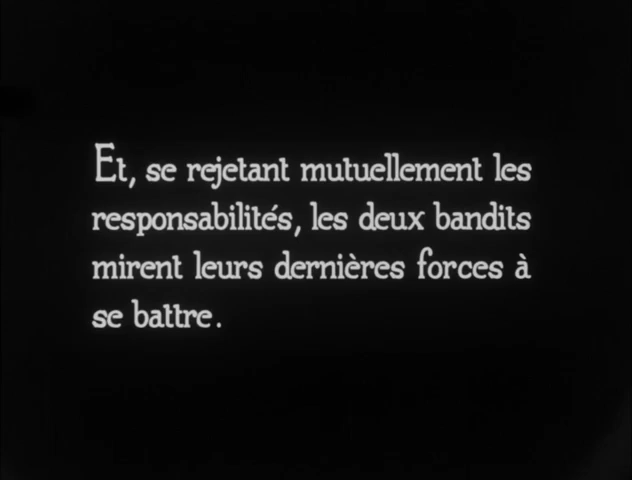 Et, se rejetant mutuellement les
responsabilités, les deux bandits
mirent leurs dernières forces à
se battre.